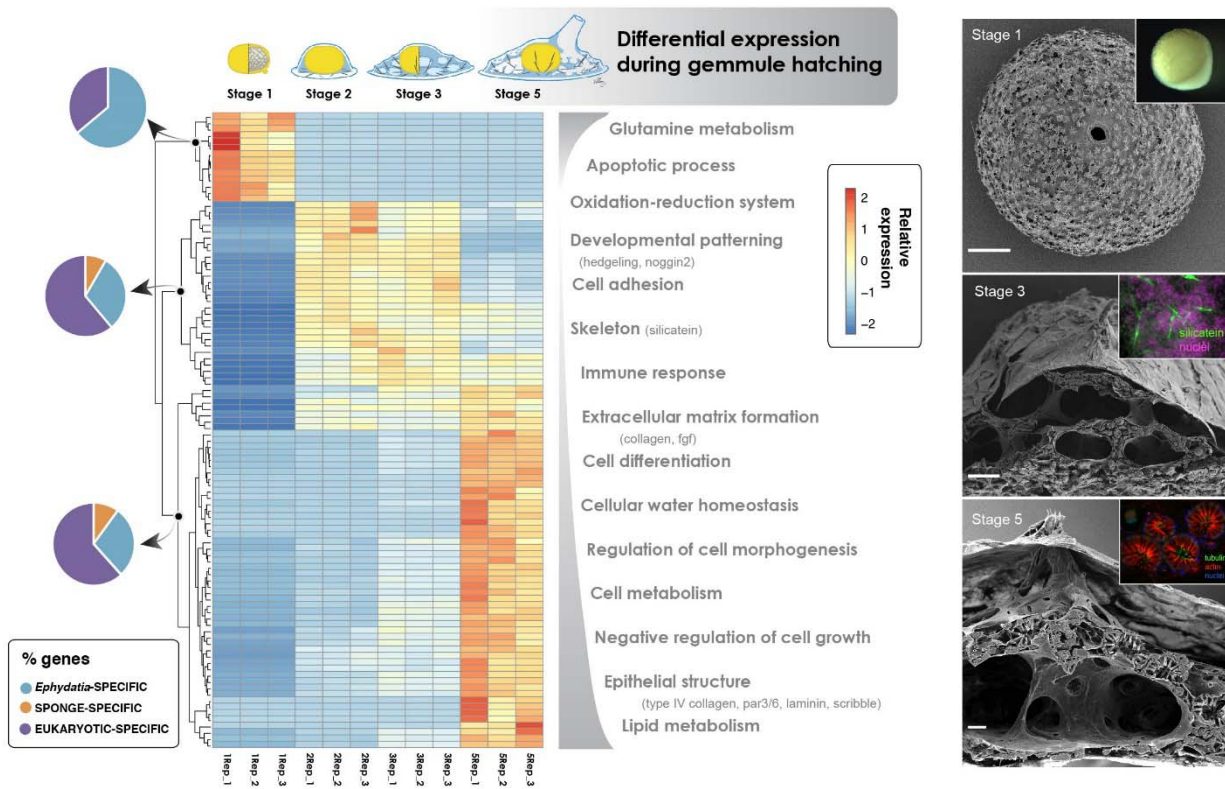 Differential expression
during gemmule hatching
Stage 1
Stage 2
Stage 3
Stage 5
Glutamine metabolism
Apoptotic process
Oxidation-reduction system
Developmental patterning
(hedgeling, noggin2)
Cell adhesion
Skeleton (silicatein)
Immune response
Extracellular matrix formation
(collagen, fgf)
Cell differentiation
Cellular water homeostasis
Regulation of cell morphogenesis
Cell metabolism
Negative regulation of cell growth
Epithelial structure
(type IV collagen, par3/6, laminin, scribble)
Lipid metabolism
2
1
0
−1
−2
Relative
expression
% genes
Ephydatia-SPECIFIC
SPONGE-SPECIFIC
EUKARYOTIC-SPECIFIC
1Rep_1
1Rep_2
1Rep_3
2Rep_1
2Rep_2
2Rep_3
3Rep_1
3Rep_2
3Rep_3
5Rep_1
5Rep_2
5Rep_3
Stage 1
Stage 3
silicatein
nuclei
Stage 5
tubulin
actin
nuclei